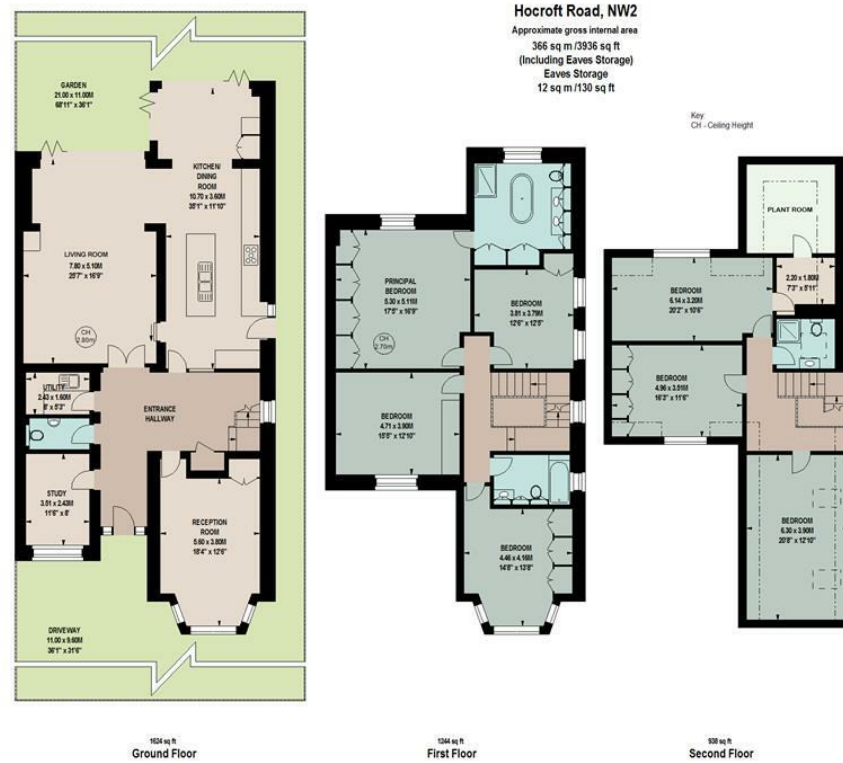 Hocroft Road, NW2
Approximate gross internal area
366 sq m /3936 sq ft
(Including Eaves Storage)
Eaves Storage
12 sq m /130 sq ft
Key
CH - Ceiling Height
GARDEN
21.00 x 11.00M
68'11" x 36'1"
KITCHEN/
DINING
ROOM
10.70 x 3.60M
35'1" x 11'10"
LIVING ROOM
7.80 x 5.10M
25'7" x 16'9"
CH
2.80m
UTILITY
2.43 x 1.60M
8' x 5'3"
ENTRANCE
HALLWAY
STUDY
3.51 x 2.43M
11'6" x 8'
RECEPTION
ROOM
5.60 x 3.80M
18'4" x 12'6"
DRIVEWAY
11.00 x 9.60M
36'1" x 31'6"
1624 sq ft
Ground Floor
PRINCIPAL
BEDROOM
5.30 x 5.11M
17'5" x 16'9"
CH
2.70m
BEDROOM
3.81 x 3.79M
12'6" x 12'5"
BEDROOM
4.71 x 3.90M
15'5" x 12'10"
BEDROOM
4.46 x 4.16M
14'8" x 13'8"
1244 sq ft
First Floor
PLANT ROOM
BEDROOM
6.14 x 3.20M
20'2" x 10'6"
2.20 x 1.80M
7'3" x 5'11"
BEDROOM
4.96 x 3.51M
16'3" x 11'6"
BEDROOM
6.30 x 3.90M
20'8" x 12'10"
938 sq ft
Second Floor